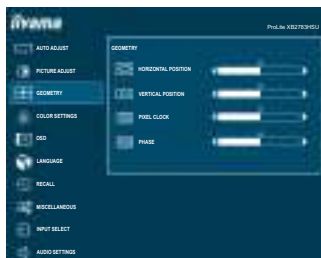 iiyama
ProLite XB2783HSU
AUTO ADJUST
PICTURE ADJUST
GEOMETRY
COLOR SETTINGS
OSD
LANGUAGE
RECALL
MISCELLANEOUS
INPUT SELECT
AUDIO SETTINGS
GEOMETRY
HORIZONTAL POSITION
VERTICAL POSITION
PIXEL CLOCK
PHASE